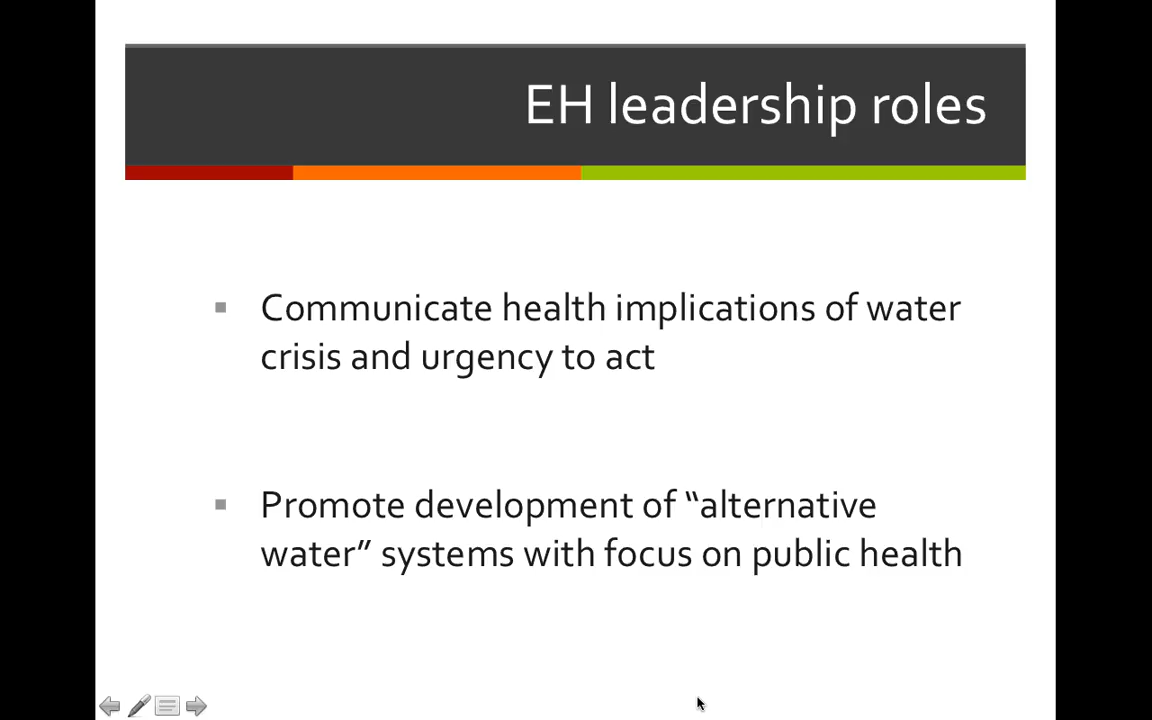 EH leadership roles
Communicate health implications of water
crisis and urgency to act
Promote development of “alternative
water” systems with focus on public health